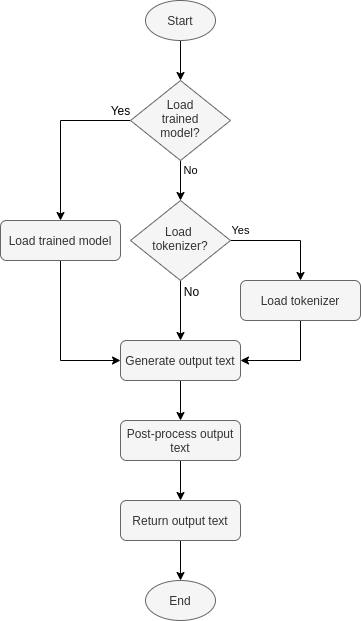 Start
Load
trained
model?
Yes
No
Load trained model
Load
tokenizer?
Yes
No
Load tokenizer
Generate output text
Post-process output
text
Return output text
End